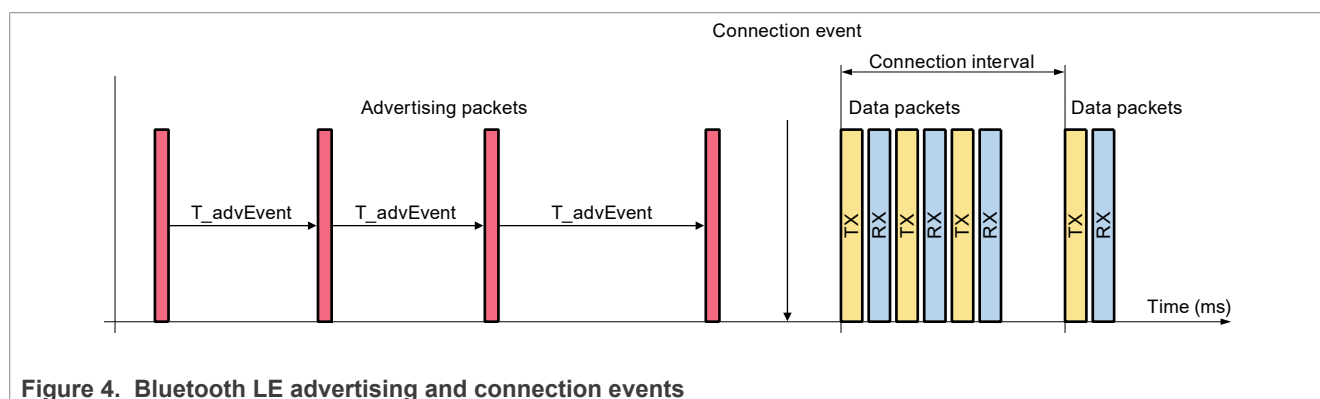 Connection event
Connection interval
Advertising packets
Data packets
Data packets
T_advEvent
T_advEvent
T_advEvent
TX
RX
TX
RX
TX
RX
TX
RX
Time (ms)
Figure 4. Bluetooth LE advertising and connection events